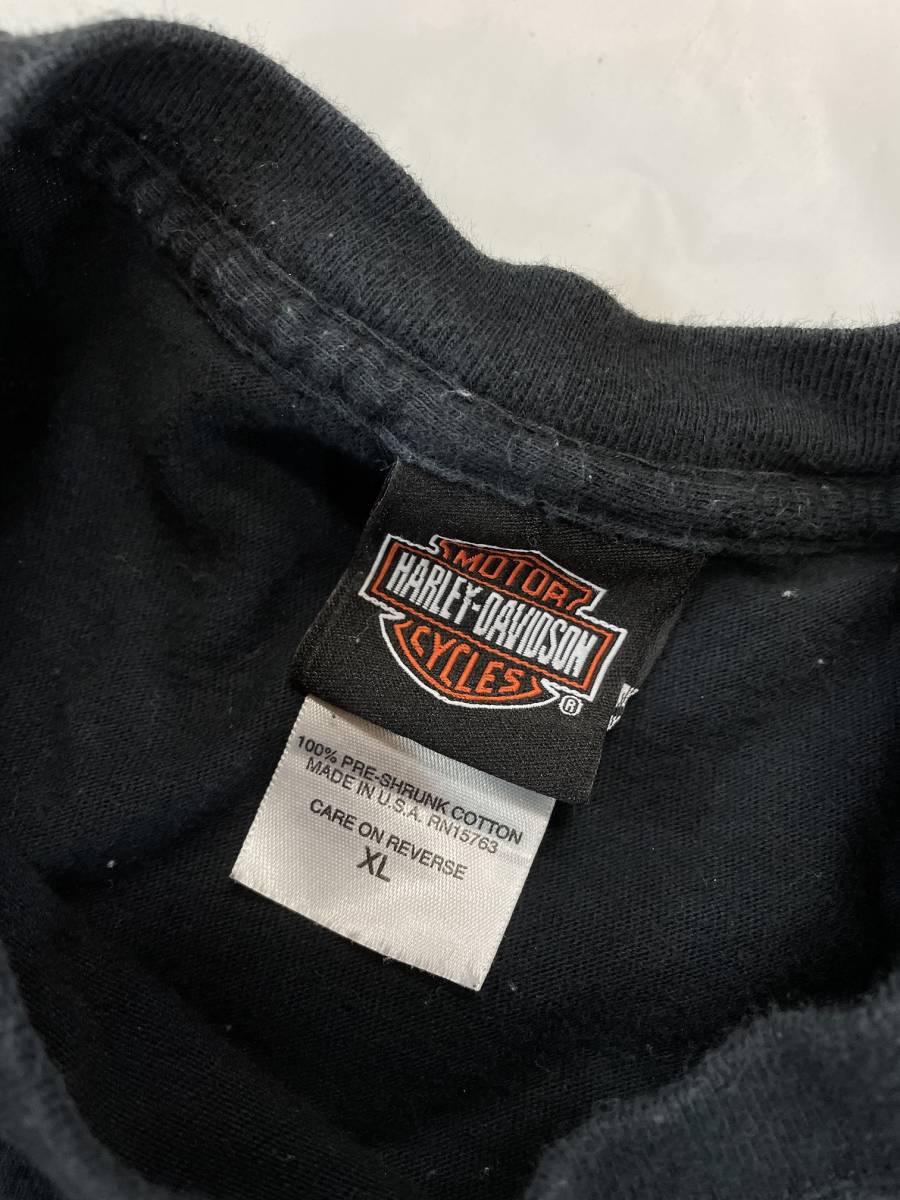 MOTOR
HARLEY-DAVIDSON
CYCLES
®
100% PRE-SHRUNK COTTON
MADE IN U.S.A. RN15763
CARE ON REVERSE
XL